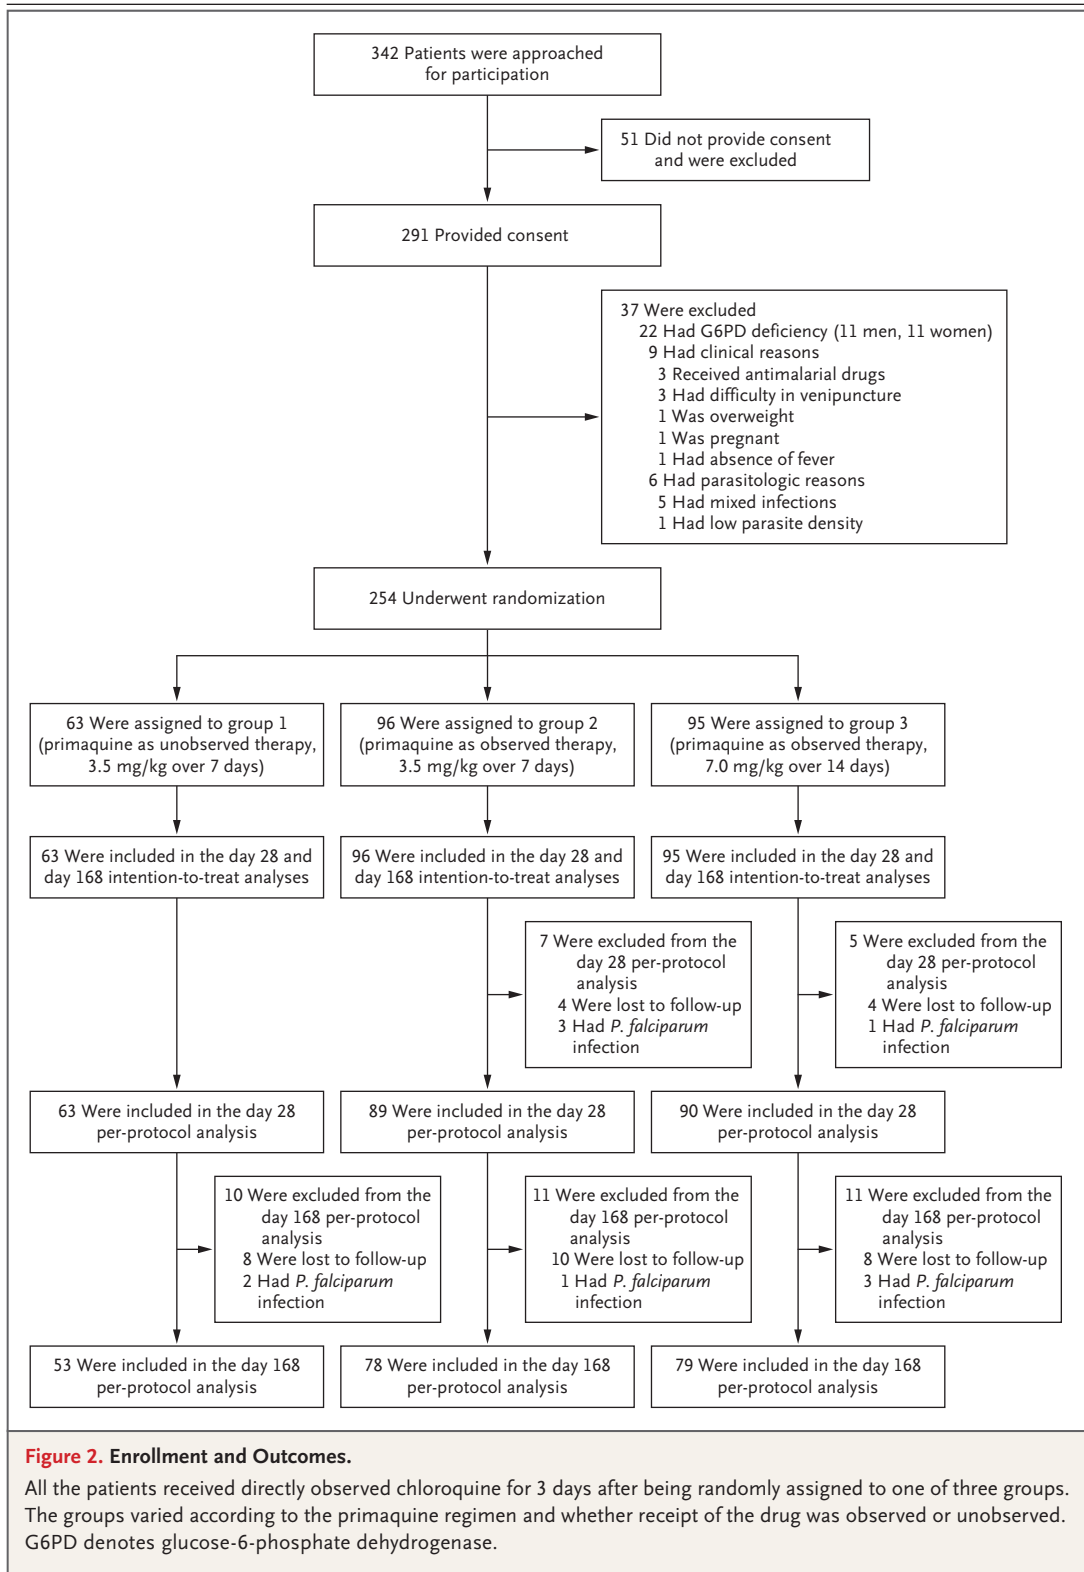 342 Patients were approached
for participation
51 Did not provide consent
and were excluded
291 Provided consent
37 Were excluded
22 Had G6PD deficiency (11 men, 11 women)
9 Had clinical reasons
3 Received antimalarial drugs
3 Had difficulty in venipuncture
1 Was overweight
1 Was pregnant
1 Had absence of fever
6 Had parasitologic reasons
5 Had mixed infections
1 Had low parasite density
254 Underwent randomization
63 Were assigned to group 1
(primaquine as unobserved therapy,
3.5 mg/kg over 7 days)
96 Were assigned to group 2
(primaquine as observed therapy,
3.5 mg/kg over 7 days)
95 Were assigned to group 3
(primaquine as observed therapy,
7.0 mg/kg over 14 days)
63 Were included in the day 28 and
day 168 intention-to-treat analyses
96 Were included in the day 28 and
day 168 intention-to-treat analyses
95 Were included in the day 28 and
day 168 intention-to-treat analyses
7 Were excluded from the
day 28 per-protocol
analysis
4 Were lost to follow-up
3 Had P. falciparum
infection
5 Were excluded from the
day 28 per-protocol
analysis
4 Were lost to follow-up
1 Had P. falciparum
infection
63 Were included in the day 28
per-protocol analysis
89 Were included in the day 28
per-protocol analysis
90 Were included in the day 28
per-protocol analysis
10 Were excluded from the
day 168 per-protocol
analysis
8 Were lost to follow-up
2 Had P. falciparum
infection
11 Were excluded from the
day 168 per-protocol
analysis
10 Were lost to follow-up
1 Had P. falciparum
infection
11 Were excluded from the
day 168 per-protocol
analysis
8 Were lost to follow-up
3 Had P. falciparum
infection
53 Were included in the day 168
per-protocol analysis
78 Were included in the day 168
per-protocol analysis
79 Were included in the day 168
per-protocol analysis
Figure 2. Enrollment and Outcomes.
All the patients received directly observed chloroquine for 3 days after being randomly assigned to one of three groups.
The groups varied according to the primaquine regimen and whether receipt of the drug was observed or unobserved.
G6PD denotes glucose-6-phosphate dehydrogenase.